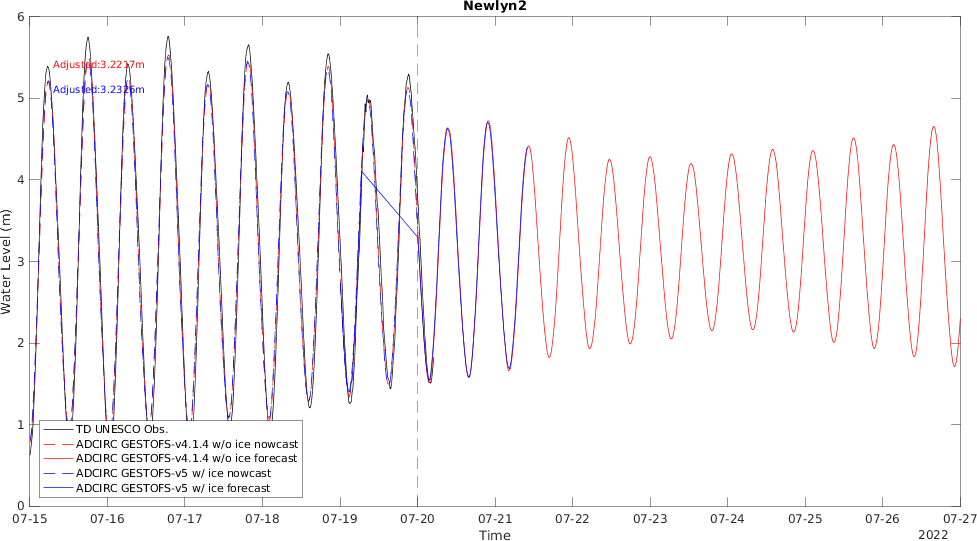 Newlyn2
6
5
4
3
2
1
0
Water Level (m)
Adjusted:3.2217m
Adjusted:3.2326m
TD UNESCO Obs.
ADCIRC GESTOFS-v4.1.4 w/o ice nowcast
ADCIRC GESTOFS-v4.1.4 w/o ice forecast
ADCIRC GESTOFS-v5 w/ ice nowcast
ADCIRC GESTOFS-v5 w/ ice forecast
07-15 07-16 07-17 07-18 07-19 07-20 07-21 07-22 07-23 07-24 07-25 07-26 07-27
Time
2022